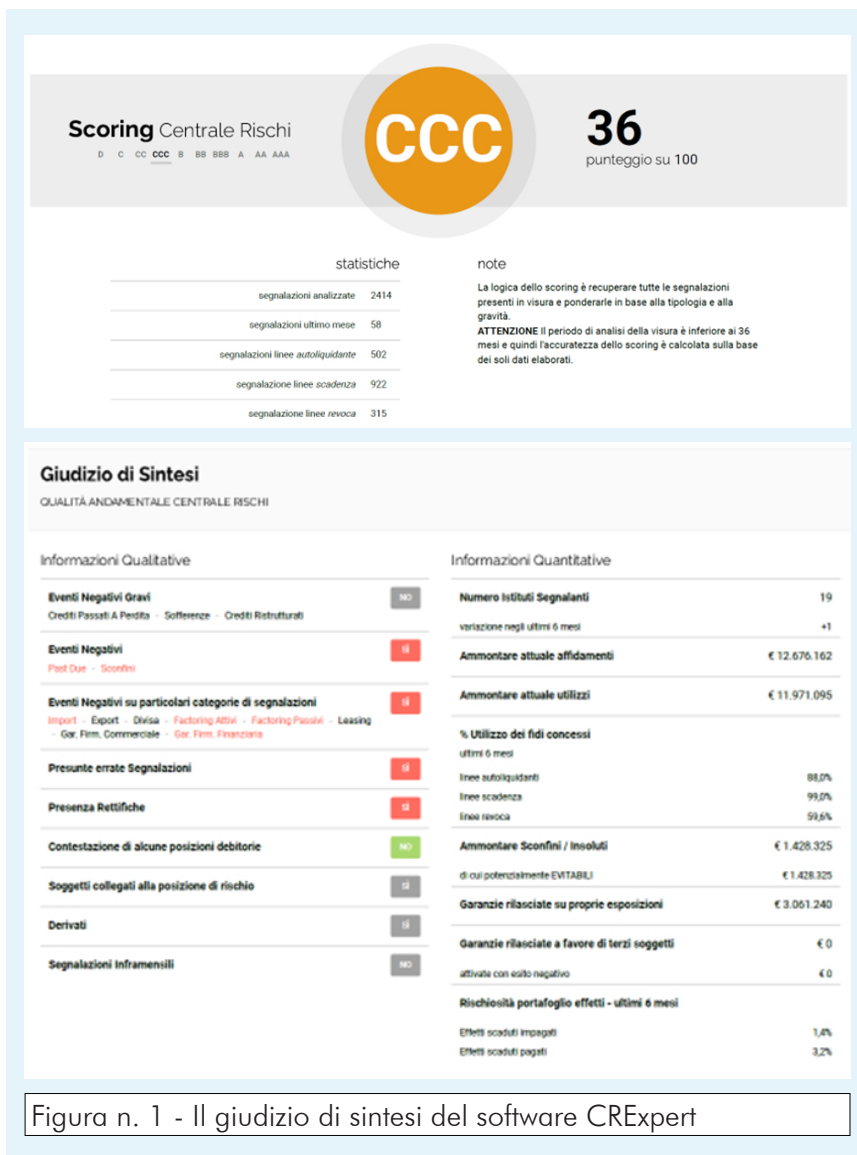 Scoring Centrale Rischi
D C CC CCC B BB BBB A AA AAA
CCC
36
punteggio su 100
statistiche
segnalazioni analizzate 2414
segnalazioni ultimo mese 58
segnalazioni linee autoliquidante 502
segnalazione linee scadenza 922
segnalazione linee revoca 315
note
La logica dello scoring è recuperare tutte le segnalazioni
presenti in visura e ponderarle in base alla tipologia e alla
gravità.
ATTENZIONE Il periodo di analisi della visura è inferiore ai 36
mesi e quindi l'accuratezza dello scoring è calcolata sulla base
dei soli dati elaborati.
Giudizio di Sintesi
QUALITÀ ANDAMENTALE CENTRALE RISCHI
Informazioni Qualitative
Eventi Negativi Gravi NO
Crediti Passati A Perdita - Sofferenze - Crediti Ristrutturati
Eventi Negativi SÌ
Past Due - Sconfini
Eventi Negativi su particolari categorie di segnalazioni SÌ
Import - Export - Divisa - Factoring Attivi - Factoring Passivi - Leasing
- Gar. Firm. Commerciale - Gar. Firm. Finanziaria
Presunte errate Segnalazioni SÌ
Presenza Rettifiche SÌ
Contestazione di alcune posizioni debitorie NO
Soggetti collegati alla posizione di rischio SÌ
Derivati SÌ
Segnalazioni Inframensili NO
Informazioni Quantitative
Numero Istituti Segnalanti 19
variazione negli ultimi 6 mesi +1
Ammontare attuale affidamenti € 12.676.162
Ammontare attuale utilizzi € 11.971.095
% Utilizzo dei fidi concessi
ultimi 6 mesi
linee autoliquidanti 88,0%
linee scadenza 99,0%
linee revoca 59,6%
Ammontare Sconfini / Insoluti € 1.428.325
di cui potenzialmente EVITABILI € 1.428.325
Garanzie rilasciate su proprie esposizioni € 3.061.240
Garanzie rilasciate a favore di terzi soggetti € 0
attivate con esito negativo € 0
Rischiosità portafoglio effetti - ultimi 6 mesi
Effetti scaduti impagati 1,4%
Effetti scaduti pagati 3,2%
Figura n. 1 - Il giudizio di sintesi del software CRExpert